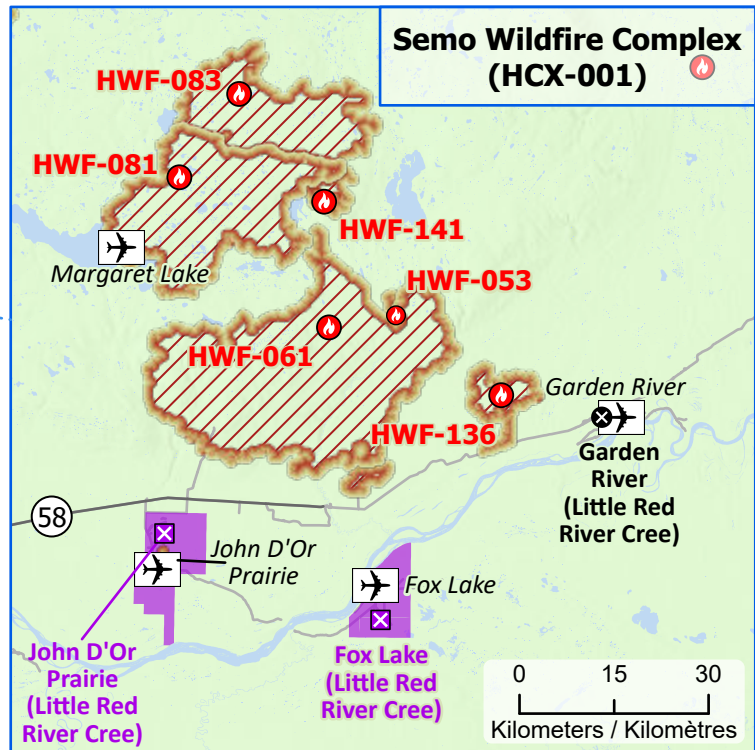 Semo Wildfire Complex
(HCX-001)
HWF-083
HWF-081
HWF-141
Margaret Lake
HWF-053
HWF-061
Garden River
HWF-136
Garden
River
(Little Red
River Cree)
58
John D'Or
Prairie
Fox Lake
John D'Or
Prairie
(Little Red
River Cree)
Fox Lake
(Little Red
River Cree)
0 15 30
Kilometers / Kilomètres